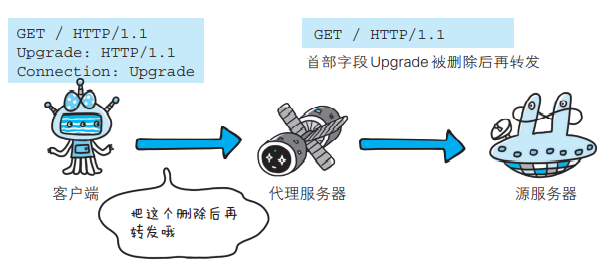 GET / HTTP/1.1
Upgrade: HTTP/1.1
Connection: Upgrade
GET / HTTP/1.1
首部字段 Upgrade 被删除后再转发
客户端
代理服务器
源服务器
把这个删除后再
转发哦